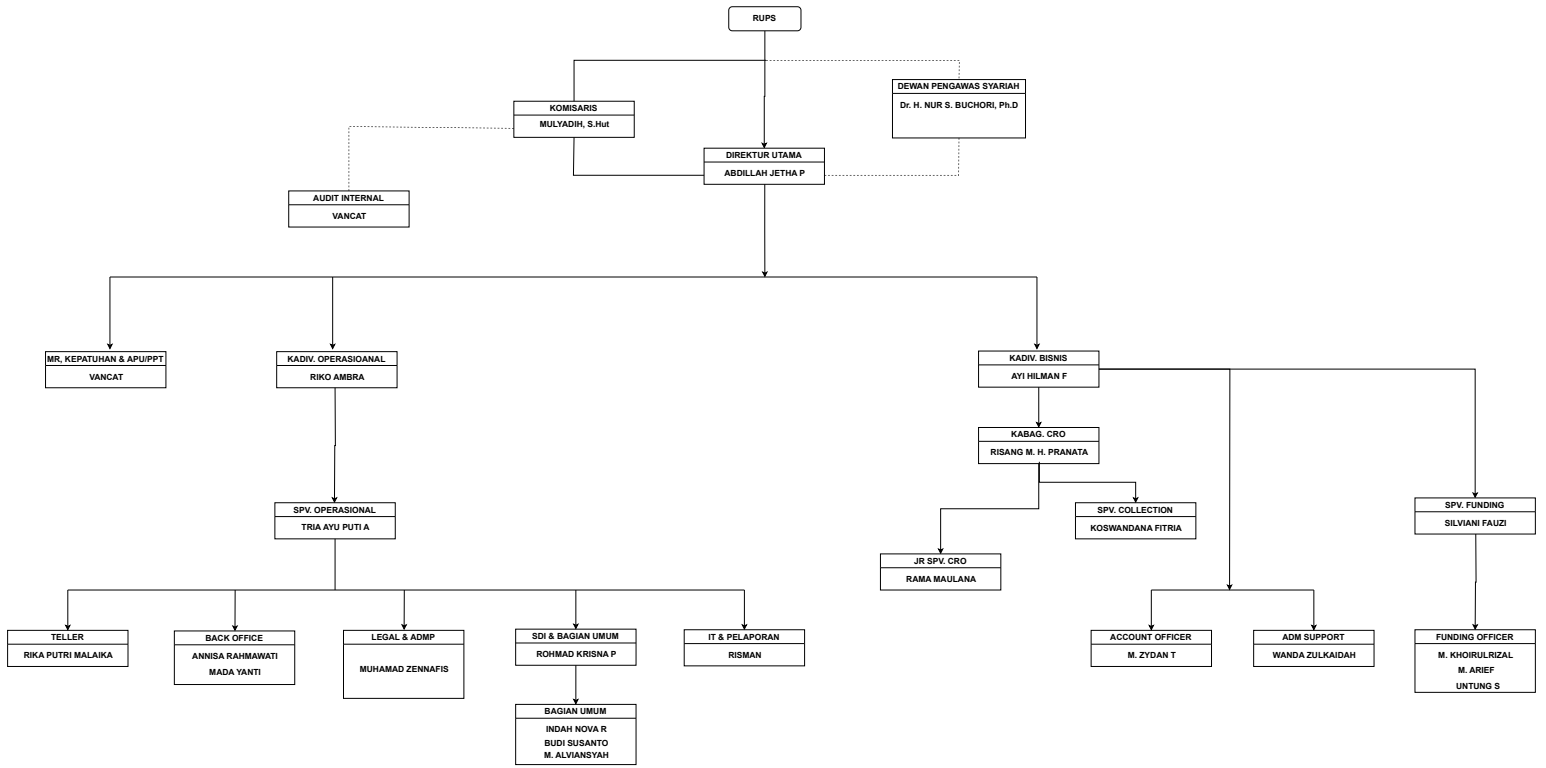 RUPS
DEWAN PENGAWAS SYARIAH
Dr. H. NUR S. BUCHORI, Ph.D
KOMISARIS
MULYADIH, S.Hut
DIREKTUR UTAMA
ABDILLAH JETHA P
AUDIT INTERNAL
VANCAT
MR, KEPATUHAN & APU/PPT
VANCAT
KADIV. OPERASIOANAL
RIKO AMBRA
KADIV. BISNIS
AYI HILMAN F
KABAG. CRO
RISANG M. H. PRANATA
SPV. OPERASIONAL
TRIA AYU PUTI A
SPV. COLLECTION
KOSWANDANA FITRIA
SPV. FUNDING
SILVIANI FAUZI
JR SPV. CRO
RAMA MAULANA
TELLER
RIKA PUTRI MALAIKA
BACK OFFICE
ANNISA RAHMAWATI
MADA YANTI
LEGAL & ADMP
MUHAMAD ZENNAFIS
SDI & BAGIAN UMUM
ROHMAD KRISNA P
IT & PELAPORAN
RISMAN
ACCOUNT OFFICER
M. ZYDAN T
ADM SUPPORT
WANDA ZULKAIDAH
FUNDING OFFICER
M. KHOIRULRIZAL
M. ARIEF
UNTUNG S
BAGIAN UMUM
INDAH NOVA R
BUDI SUSANTO
M. ALVIANSYAH